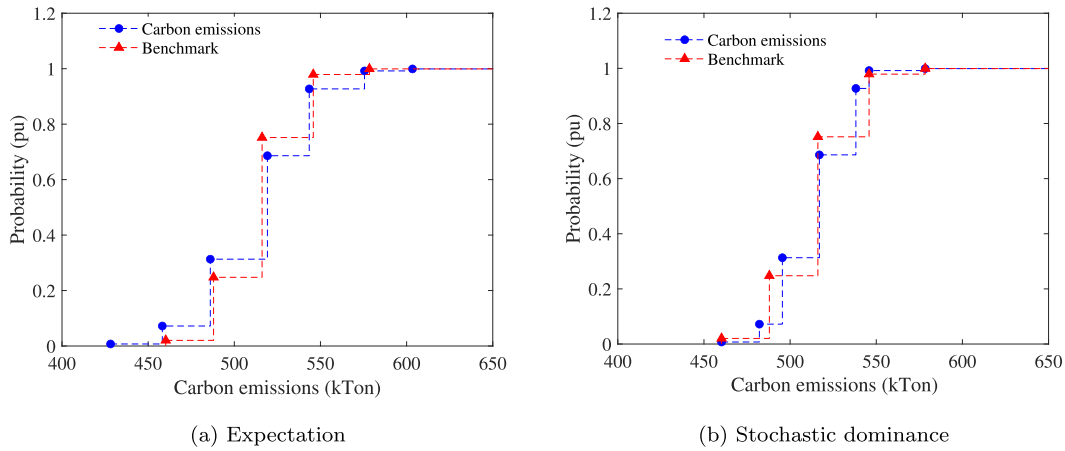 1.2
1
0.8
0.6
0.4
0.2
0
400
450
500
550
600
650
Probability (pu)
Carbon emissions (kTon)
Carbon emissions
Benchmark
(a) Expectation
1.2
1
0.8
0.6
0.4
0.2
0
400
450
500
550
600
650
Probability (pu)
Carbon emissions (kTon)
Carbon emissions
Benchmark
(b) Stochastic dominance